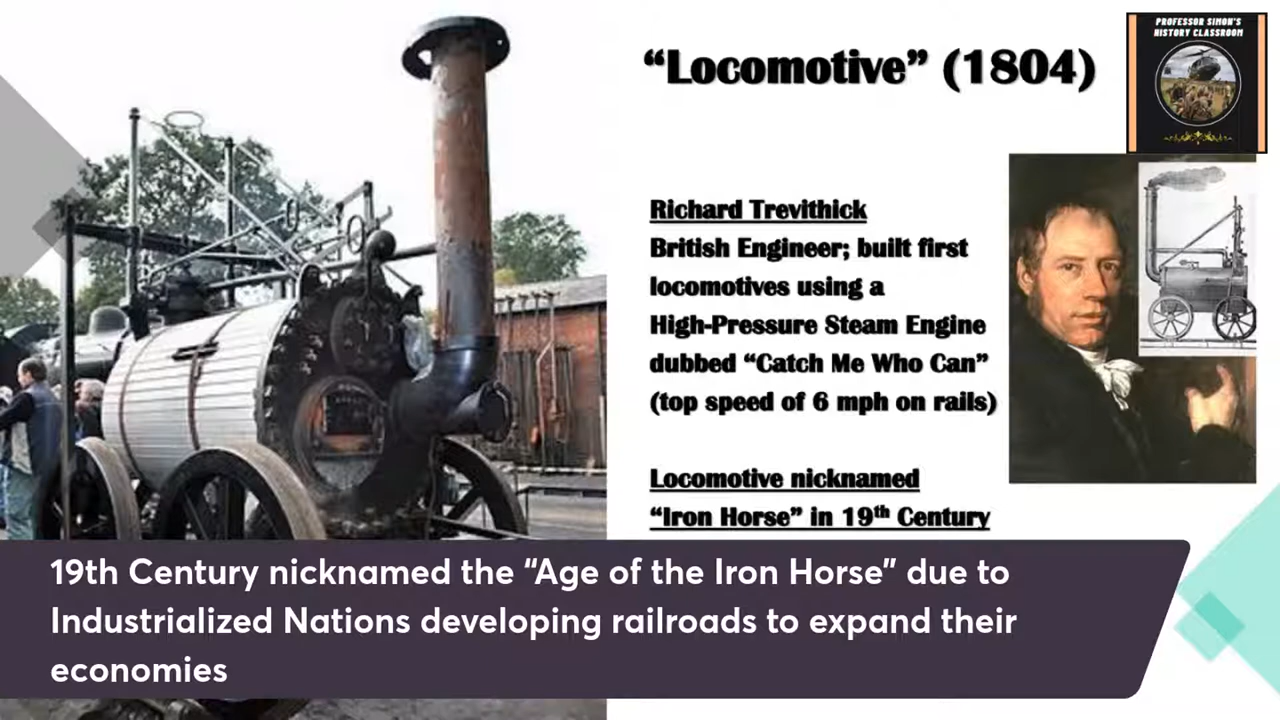 “Locomotive” (1804)
PROFESSOR SIMON'S
HISTORY CLASSROOM
Richard Trevithick
British Engineer; built first
locomotives using a
High-Pressure Steam Engine
dubbed “Catch Me Who Can”
(top speed of 6 mph on rails)
Locomotive nicknamed
“Iron Horse” in 19th Century
19th Century nicknamed the “Age of the Iron Horse” due to
Industrialized Nations developing railroads to expand their
economies